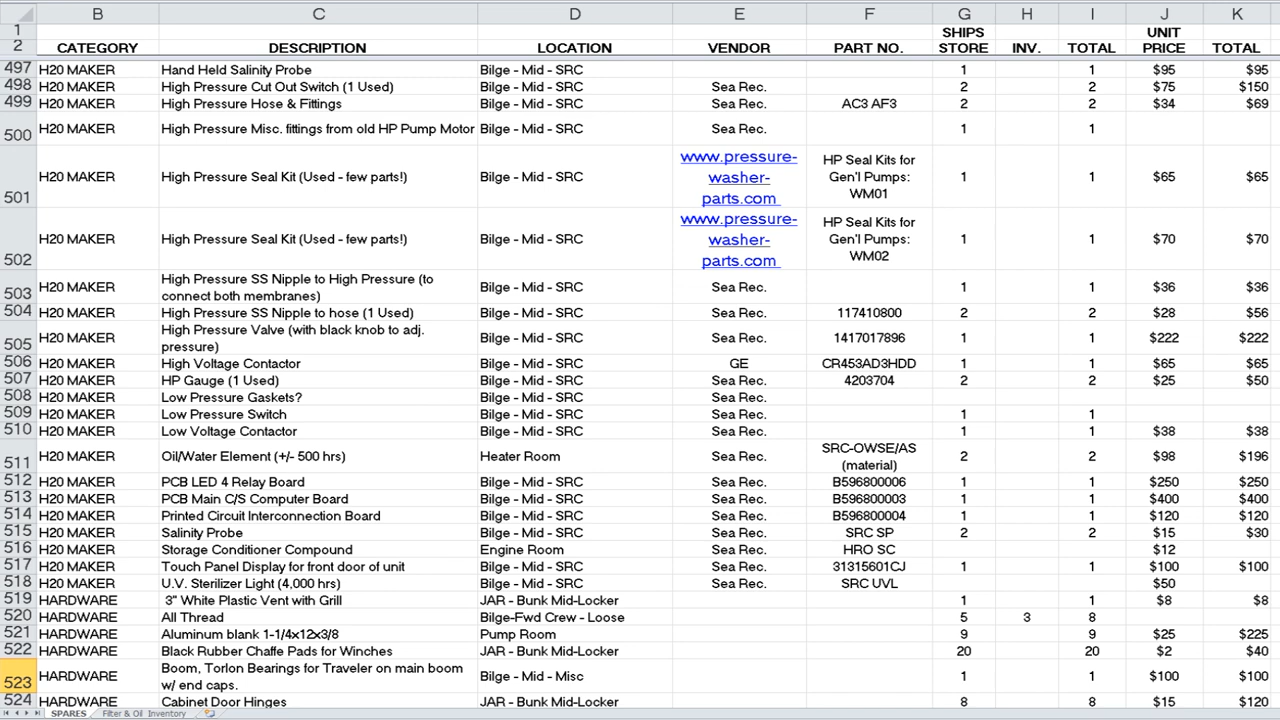 B C D E F G H I J K
1 SHIPS UNIT
2 CATEGORY DESCRIPTION LOCATION VENDOR PART NO. STORE INV. TOTAL PRICE TOTAL
497 H20 MAKER Hand Held Salinity Probe Bilge - Mid - SRC 1 1 $95 $95
498 H20 MAKER High Pressure Cut Out Switch (1 Used) Bilge - Mid - SRC Sea Rec. 2 2 $75 $150
499 H20 MAKER High Pressure Hose & Fittings Bilge - Mid - SRC Sea Rec. AC3 AF3 2 2 $34 $69
500 H20 MAKER High Pressure Misc. fittings from old HP Pump Motor Bilge - Mid - SRC Sea Rec. 1 1
www.pressure- HP Seal Kits for
501 H20 MAKER High Pressure Seal Kit (Used - few parts!) Bilge - Mid - SRC washer- Gen'l Pumps: 1 1 $65 $65
parts.com WM01
www.pressure- HP Seal Kits for
502 H20 MAKER High Pressure Seal Kit (Used - few parts!) Bilge - Mid - SRC washer- Gen'l Pumps: 1 1 $70 $70
parts.com WM02
High Pressure SS Nipple to High Pressure (to
503 H20 MAKER connect both membranes) Bilge - Mid - SRC Sea Rec. 1 1 $36 $36
504 H20 MAKER High Pressure SS Nipple to hose (1 Used) Bilge - Mid - SRC Sea Rec. 117410800 2 2 $28 $56
High Pressure Valve (with black knob to adj.
505 H20 MAKER pressure) Bilge - Mid - SRC Sea Rec. 1417017896 1 1 $222 $222
506 H20 MAKER High Voltage Contactor Bilge - Mid - SRC GE CR453AD3HDD 1 1 $65 $65
507 H20 MAKER HP Gauge (1 Used) Bilge - Mid - SRC Sea Rec. 4203704 2 2 $25 $50
508 H20 MAKER Low Pressure Gaskets? Bilge - Mid - SRC Sea Rec.
509 H20 MAKER Low Pressure Switch Bilge - Mid - SRC Sea Rec. 1 1
510 H20 MAKER Low Voltage Contactor Bilge - Mid - SRC Sea Rec. 1 1 $38 $38
SRC-OWSE/AS
511 H20 MAKER Oil/Water Element (+/- 500 hrs) Heater Room Sea Rec. (material) 2 2 $98 $196
512 H20 MAKER PCB LED 4 Relay Board Bilge - Mid - SRC Sea Rec. B596800006 1 1 $250 $250
513 H20 MAKER PCB Main C/S Computer Board Bilge - Mid - SRC Sea Rec. B596800003 1 1 $400 $400
514 H20 MAKER Printed Circuit Interconnection Board Bilge - Mid - SRC Sea Rec. B596800004 1 1 $120 $120
515 H20 MAKER Salinity Probe Bilge - Mid - SRC Sea Rec. SRC SP 2 2 $15 $30
516 H20 MAKER Storage Conditioner Compound Engine Room Sea Rec. HRO SC $12
517 H20 MAKER Touch Panel Display for front door of unit Bilge - Mid - SRC Sea Rec. 31315601CJ 1 1 $100 $100
518 H20 MAKER U.V. Sterilizer Light (4,000 hrs) Bilge - Mid - SRC Sea Rec. SRC UVL $50
519 HARDWARE 3" White Plastic Vent with Grill JAR - Bunk Mid-Locker 1 1 $8 $8
520 HARDWARE All Thread Bilge-Fwd Crew - Loose 5 3 8
521 HARDWARE Aluminum blank 1-1/4x12x3/8 Pump Room 9 9 $25 $225
522 HARDWARE Black Rubber Chaffe Pads for Winches JAR - Bunk Mid-Locker 20 20 $2 $40
Boom, Torlon Bearings for Traveler on main boom
523 HARDWARE w/ end caps. Bilge - Mid - Misc 1 1 $100 $100
524 HARDWARE Cabinet Door Hinges JAR - Bunk Mid-Locker 8 8 $15 $120
SPARES Filter & Oil Inventory